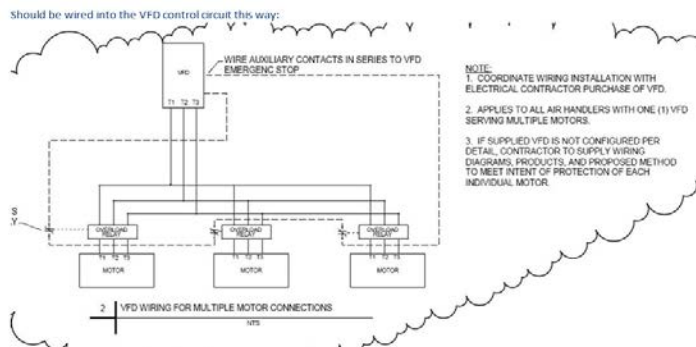 Should be wired into the VFD control circuit this way:
VFD
WIRE AUXILIARY CONTACTS IN SERIES TO VFD
EMERGENC STOP
T1 T2 T3
NOTE:
1. COORDINATE WIRING INSTALLATION WITH
ELECTRICAL CONTRACTOR PURCHASE OF VFD.
2. APPLIES TO ALL AIR HANDLERS WITH ONE (1) VFD
SERVING MULTIPLE MOTORS.
3. IF SUPPLIED VFD IS NOT CONFIGURED PER
DETAIL, CONTRACTOR TO SUPPLY WIRING
DIAGRAMS, PRODUCTS, AND PROPOSED METHOD
TO MEET INTENT OF PROTECTION OF EACH
INDIVIDUAL MOTOR.
OVERLOAD
RELAY
T1 T2 T3
MOTOR
OVERLOAD
RELAY
T1 T2 T3
MOTOR
OVERLOAD
RELAY
T1 T2 T3
MOTOR
2 VFD WIRING FOR MULTIPLE MOTOR CONNECTIONS
NTS